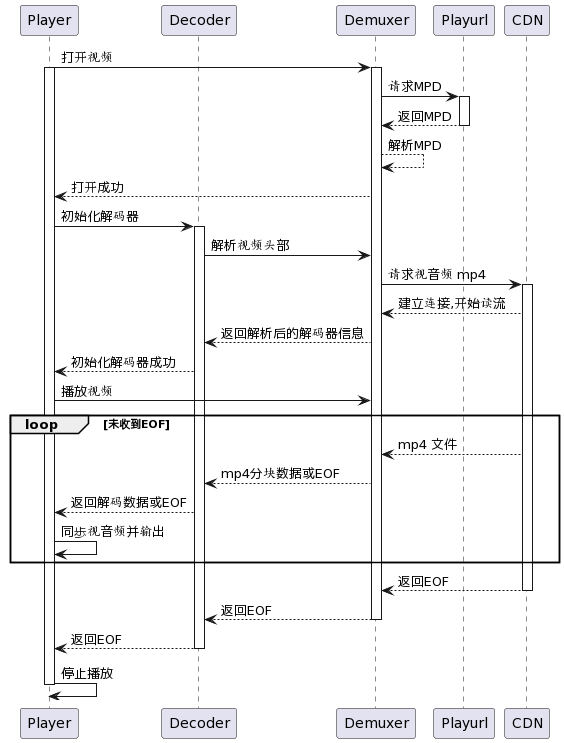 Player Decoder Demuxer Playurl CDN
打开视频
请求MPD
返回MPD
解析MPD
打开成功
初始化解码器
解析视频头部
请求视音频 mp4
建立连接,开始读流
返回解析后的解码器信息
初始化解码器成功
播放视频
loop [未收到EOF]
mp4 文件
mp4分块数据或EOF
返回解码数据或EOF
同步视音频并输出
返回EOF
返回EOF
返回EOF
停止播放
Player Decoder Demuxer Playurl CDN